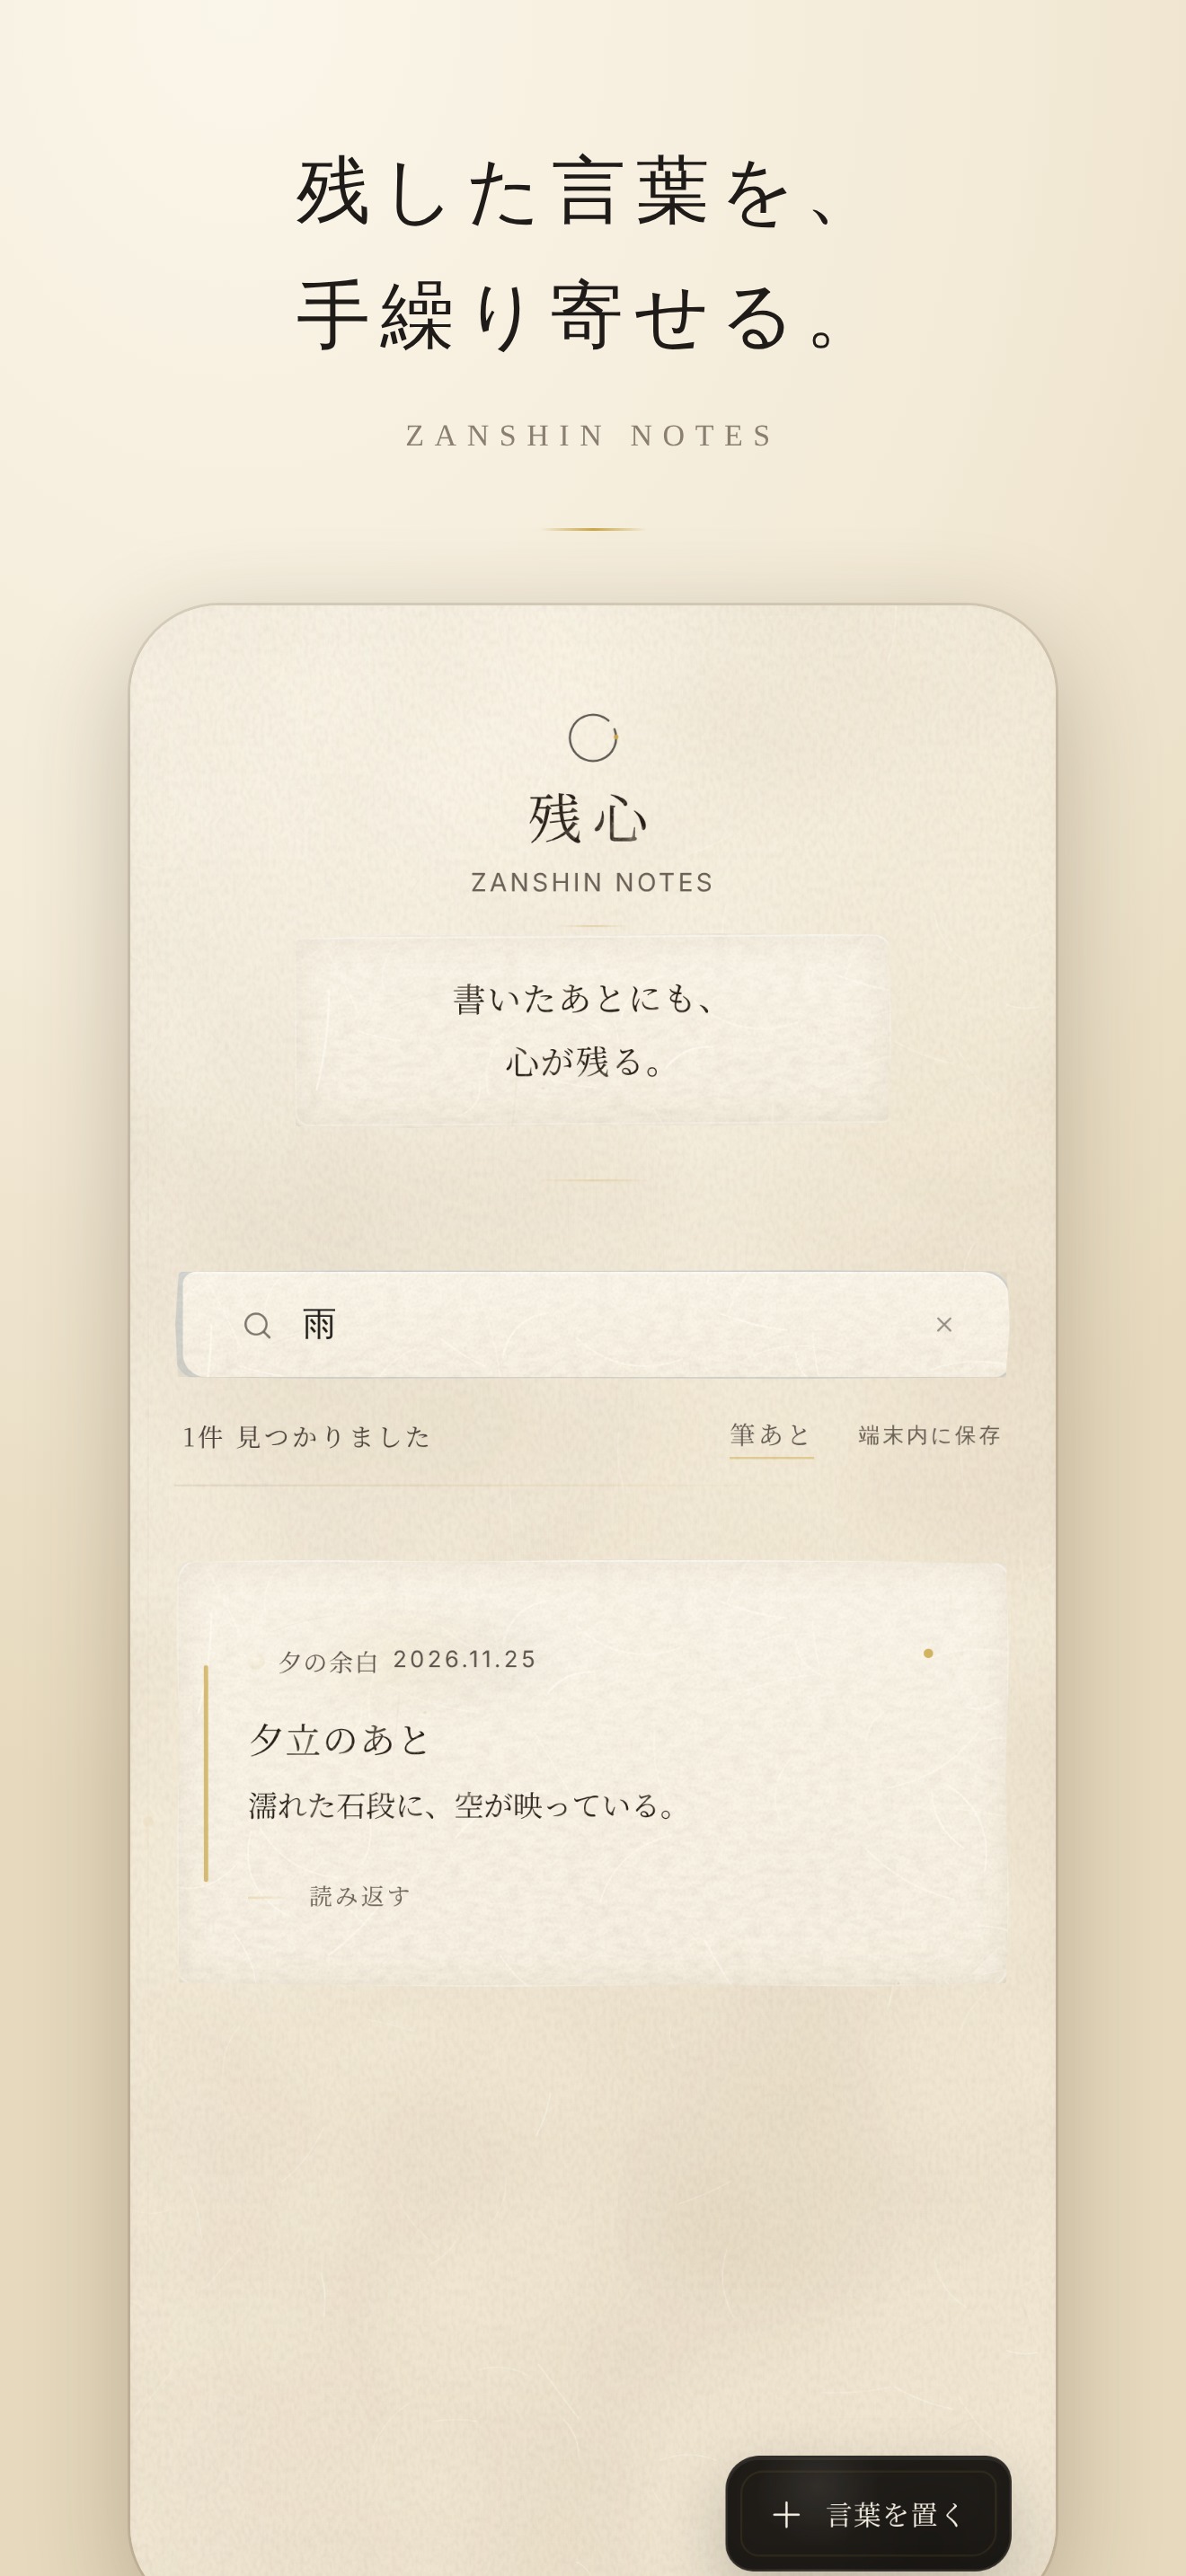 残した言葉を、
手繰り寄せる。
ZANSHIN NOTES
残心
ZANSHIN NOTES
書いたあとにも、
心が残る。
雨
1件 見つかりました 筆あと 端末内に保存
夕の余白 2026.11.25
夕立のあと
濡れた石段に、空が映っている。
読み返す
言葉を置く